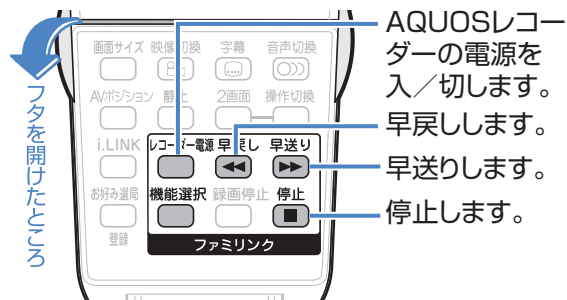 画面サイズ 映像切換 字幕 音声切換
AVポジション 静止 2画面 操作切換
i.LINK レコーダー電源 早戻し 早送り
お好み選局 機能選択 録画停止 停止
登録
ファミリンク
フタを開けたところ
AQUOSレコー
ダーの電源を
入／切します。
早戻しします。
早送りします。
停止します。